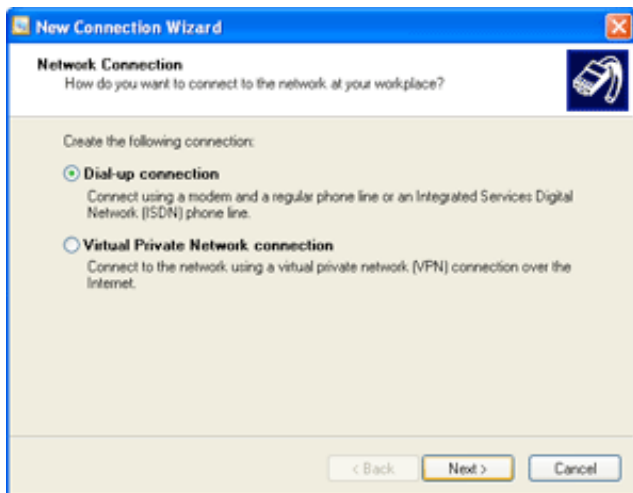 New Connection Wizard
Network Connection
How do you want to connect to the network at your workplace?
Create the following connection:
Dial-up connection
Connect using a modem and a regular phone line or an Integrated Services Digital
Network (ISDN) phone line.
Virtual Private Network connection
Connect to the network using a virtual private network (VPN) connection over the
Internet.
< Back
Next >
Cancel